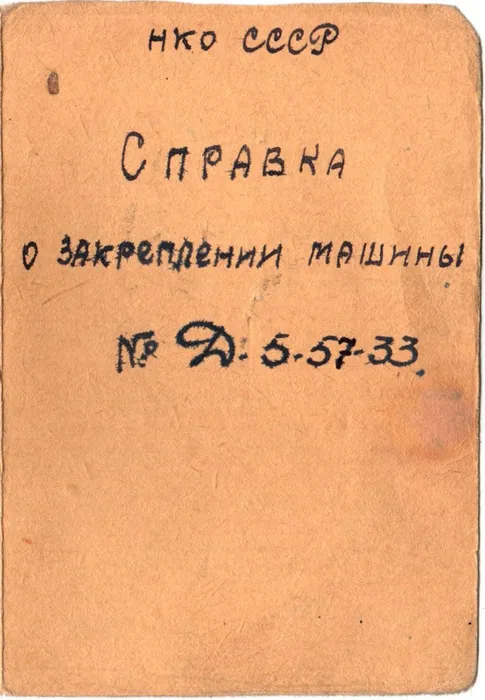 НКО СССР
СПРАВКА
О ЗАКРЕПЛЕНИИ МАШИНЫ
№ Д-5-57-33.